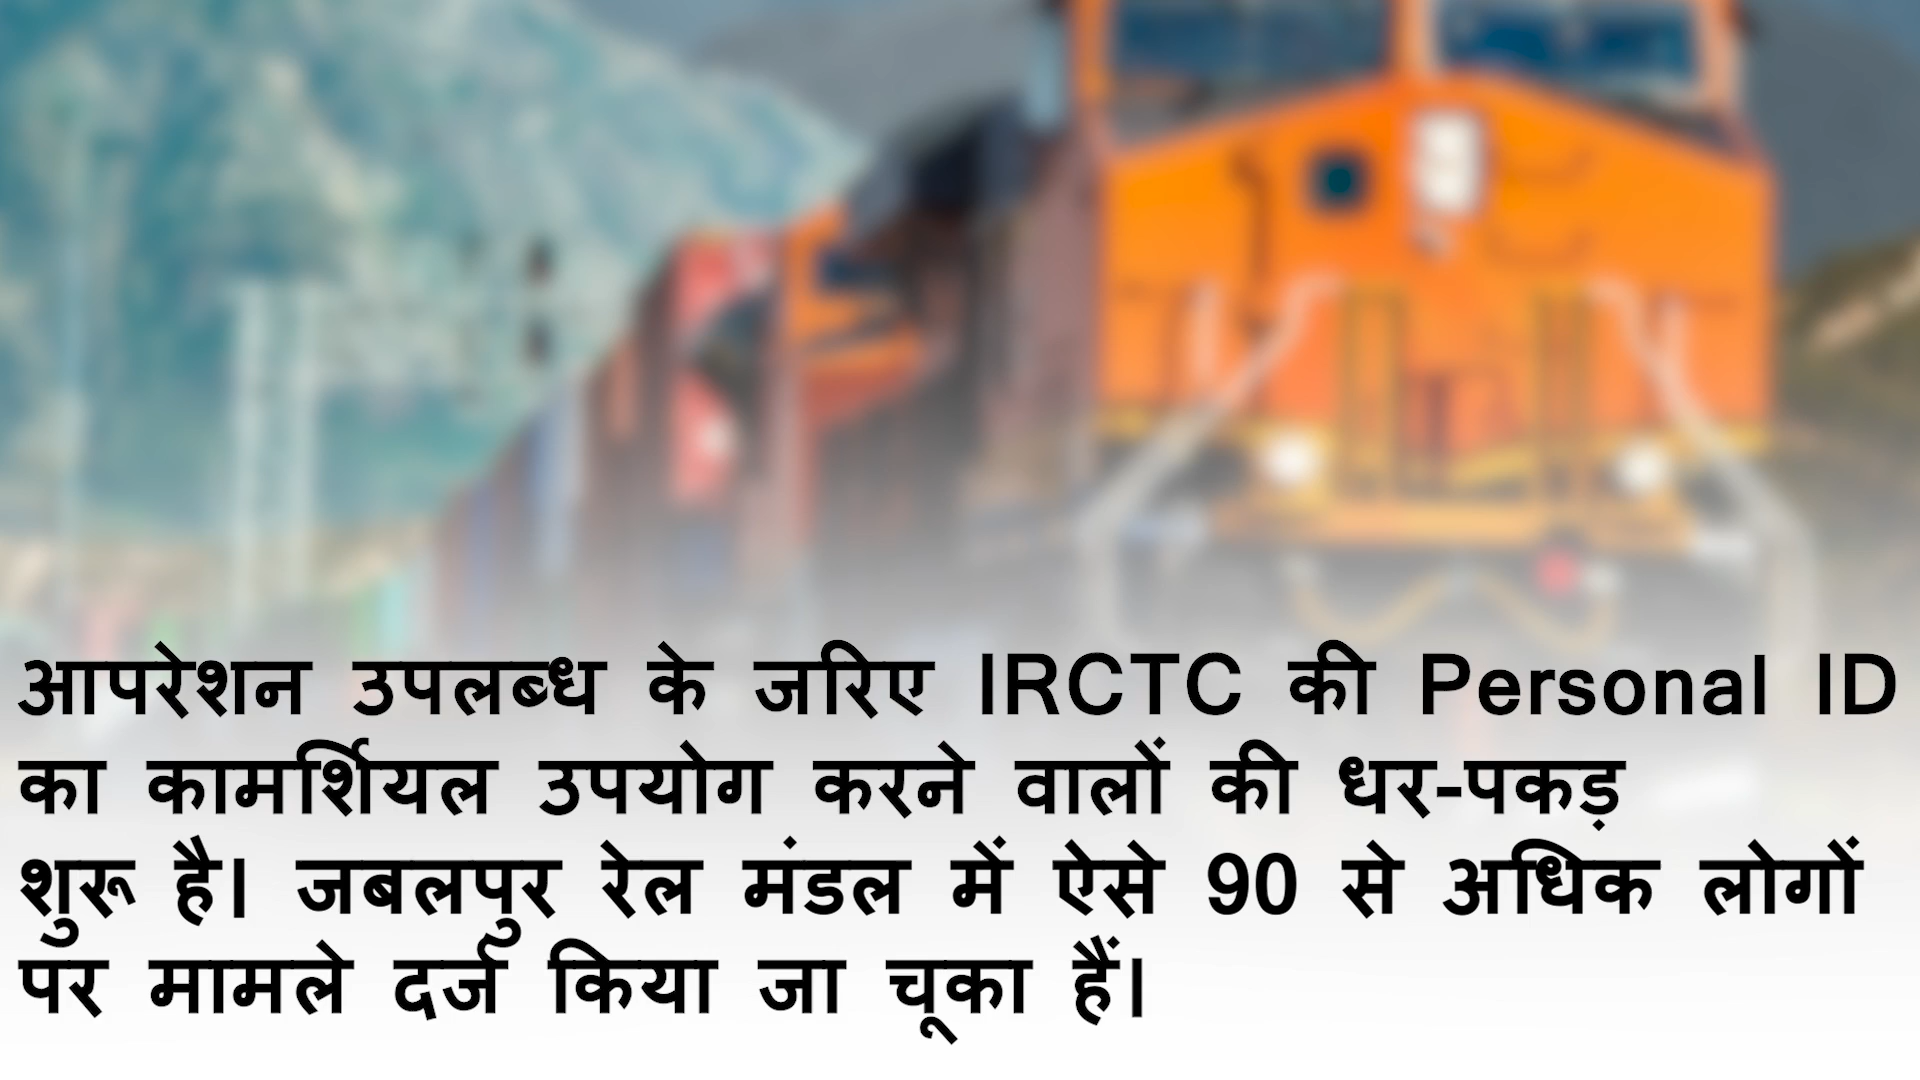 आपरेशन उपलब्ध के जरिए IRCTC की Personal ID
का कामर्शियल उपयोग करने वालों की धर-पकड़
शुरू है। जबलपुर रेल मंडल में ऐसे 90 से अधिक लोगों
पर मामले दर्ज किया जा चूका हैं।